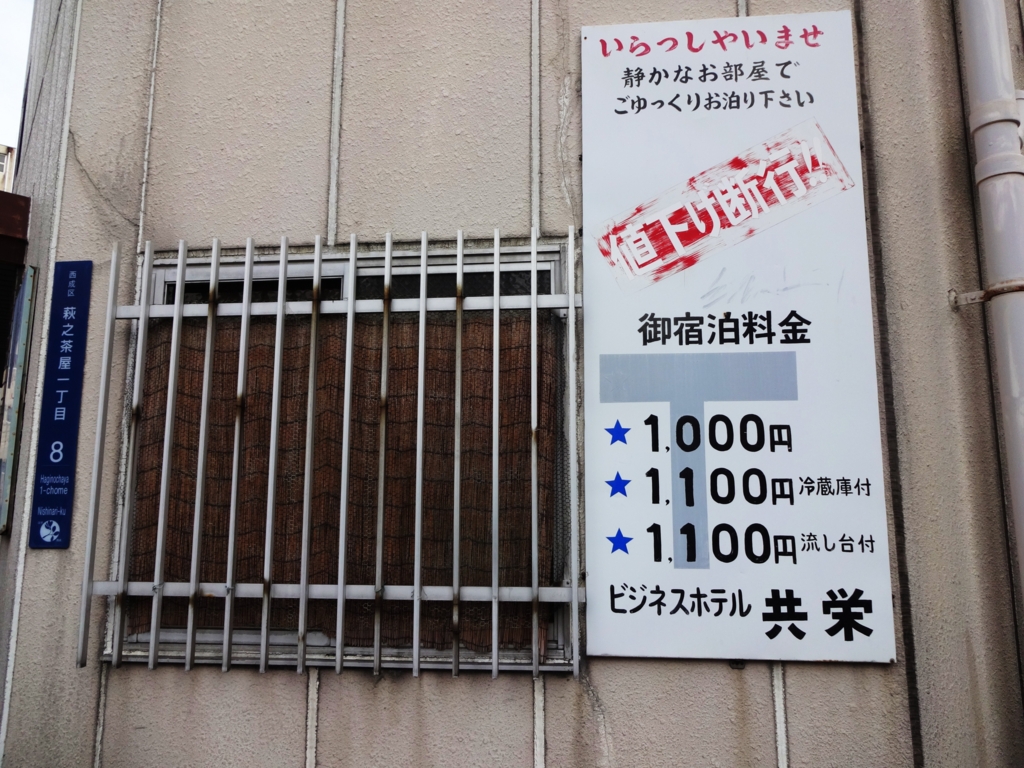 西成区
萩之茶屋一丁目
8
Haginochaya
1-chome
Nishinari-ku
いらっしゃいませ
静かなお部屋で
ごゆっくりお泊り下さい
値下げ断行!!
御宿泊料金
T
★ 1,000円
★ 1,100円 冷蔵庫付
★ 1,100円 流し台付
ビジネスホテル 共栄